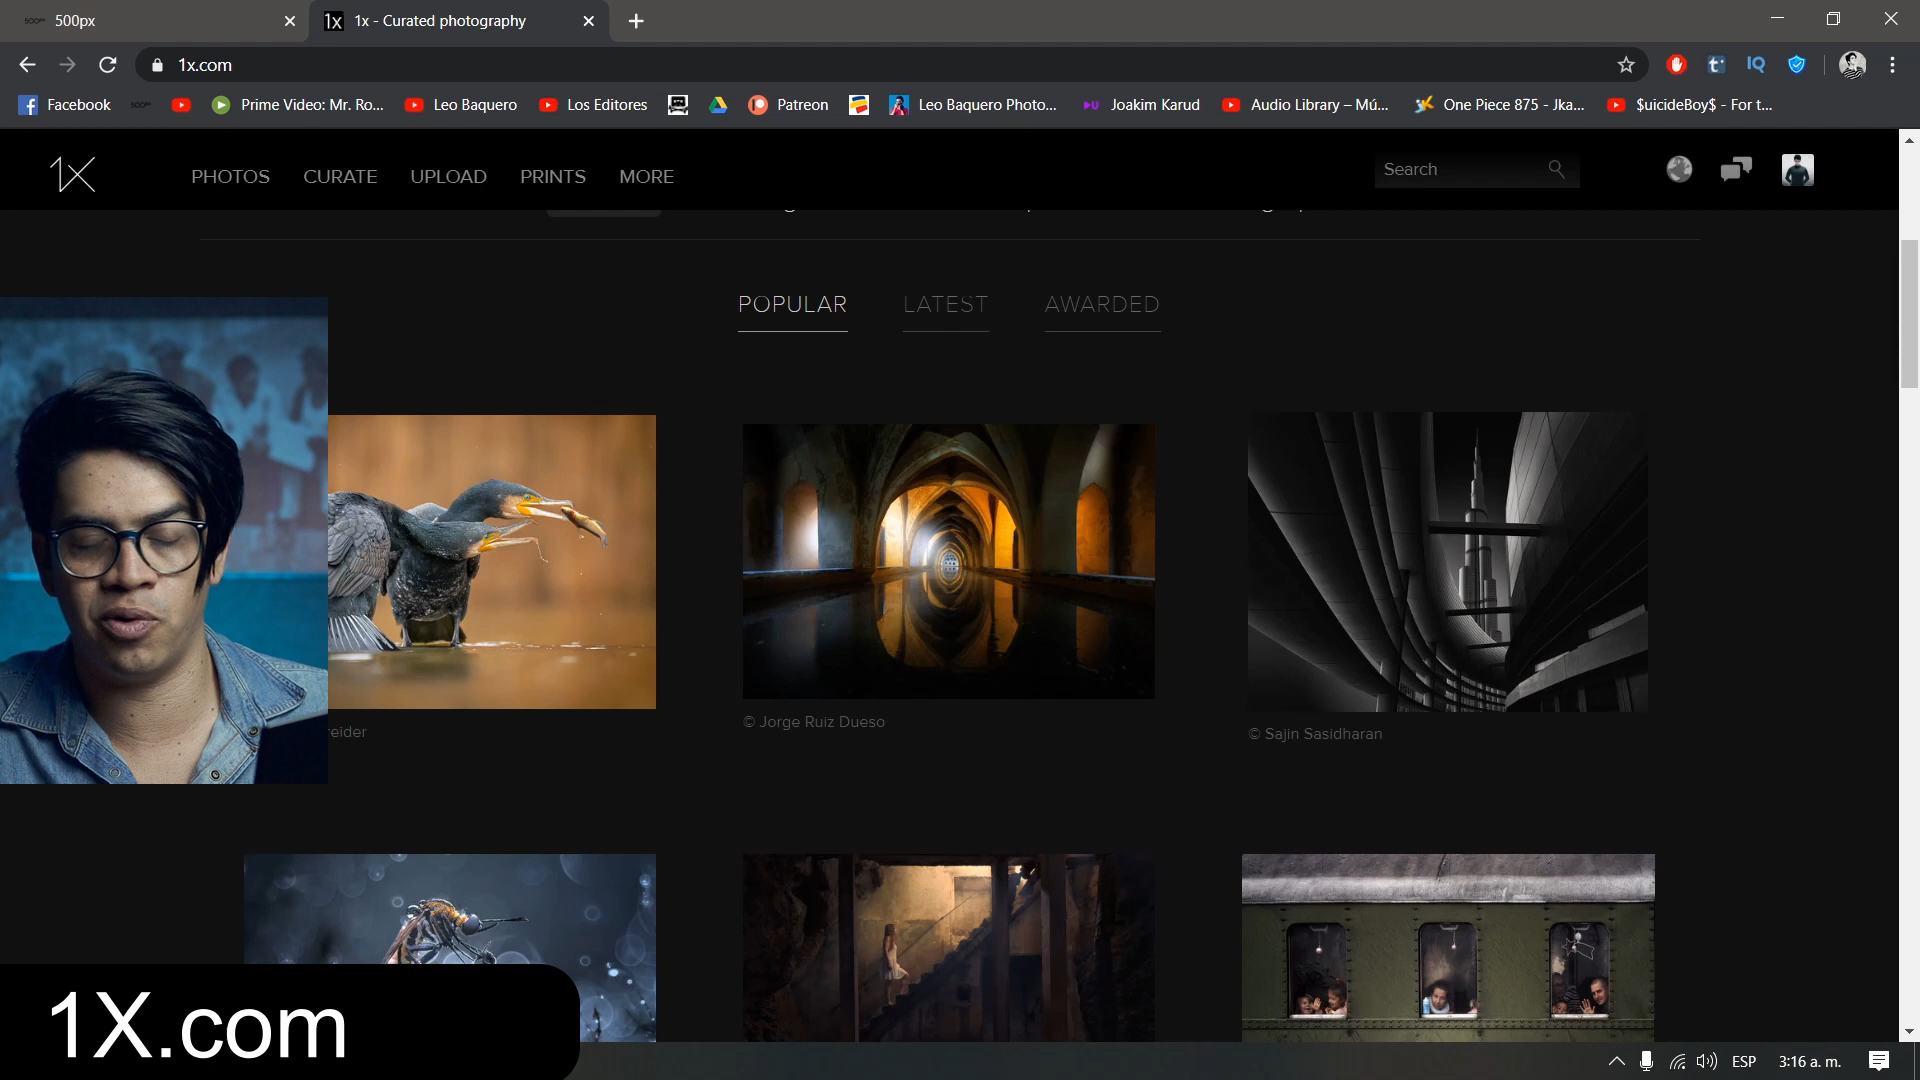 500px
1x 1x - Curated photography
1x.com
Facebook
Prime Video: Mr. Ro...
Leo Baquero
Los Editores
Patreon
Leo Baquero Photo...
Joakim Karud
Audio Library – Mú...
One Piece 875 - Jka...
$uicideBoy$ - For t...
1X
PHOTOS CURATE UPLOAD PRINTS MORE
Search
POPULAR LATEST AWARDED
reider
© Jorge Ruiz Dueso
© Sajin Sasidharan
1X.com
ESP 3:16 a. m.